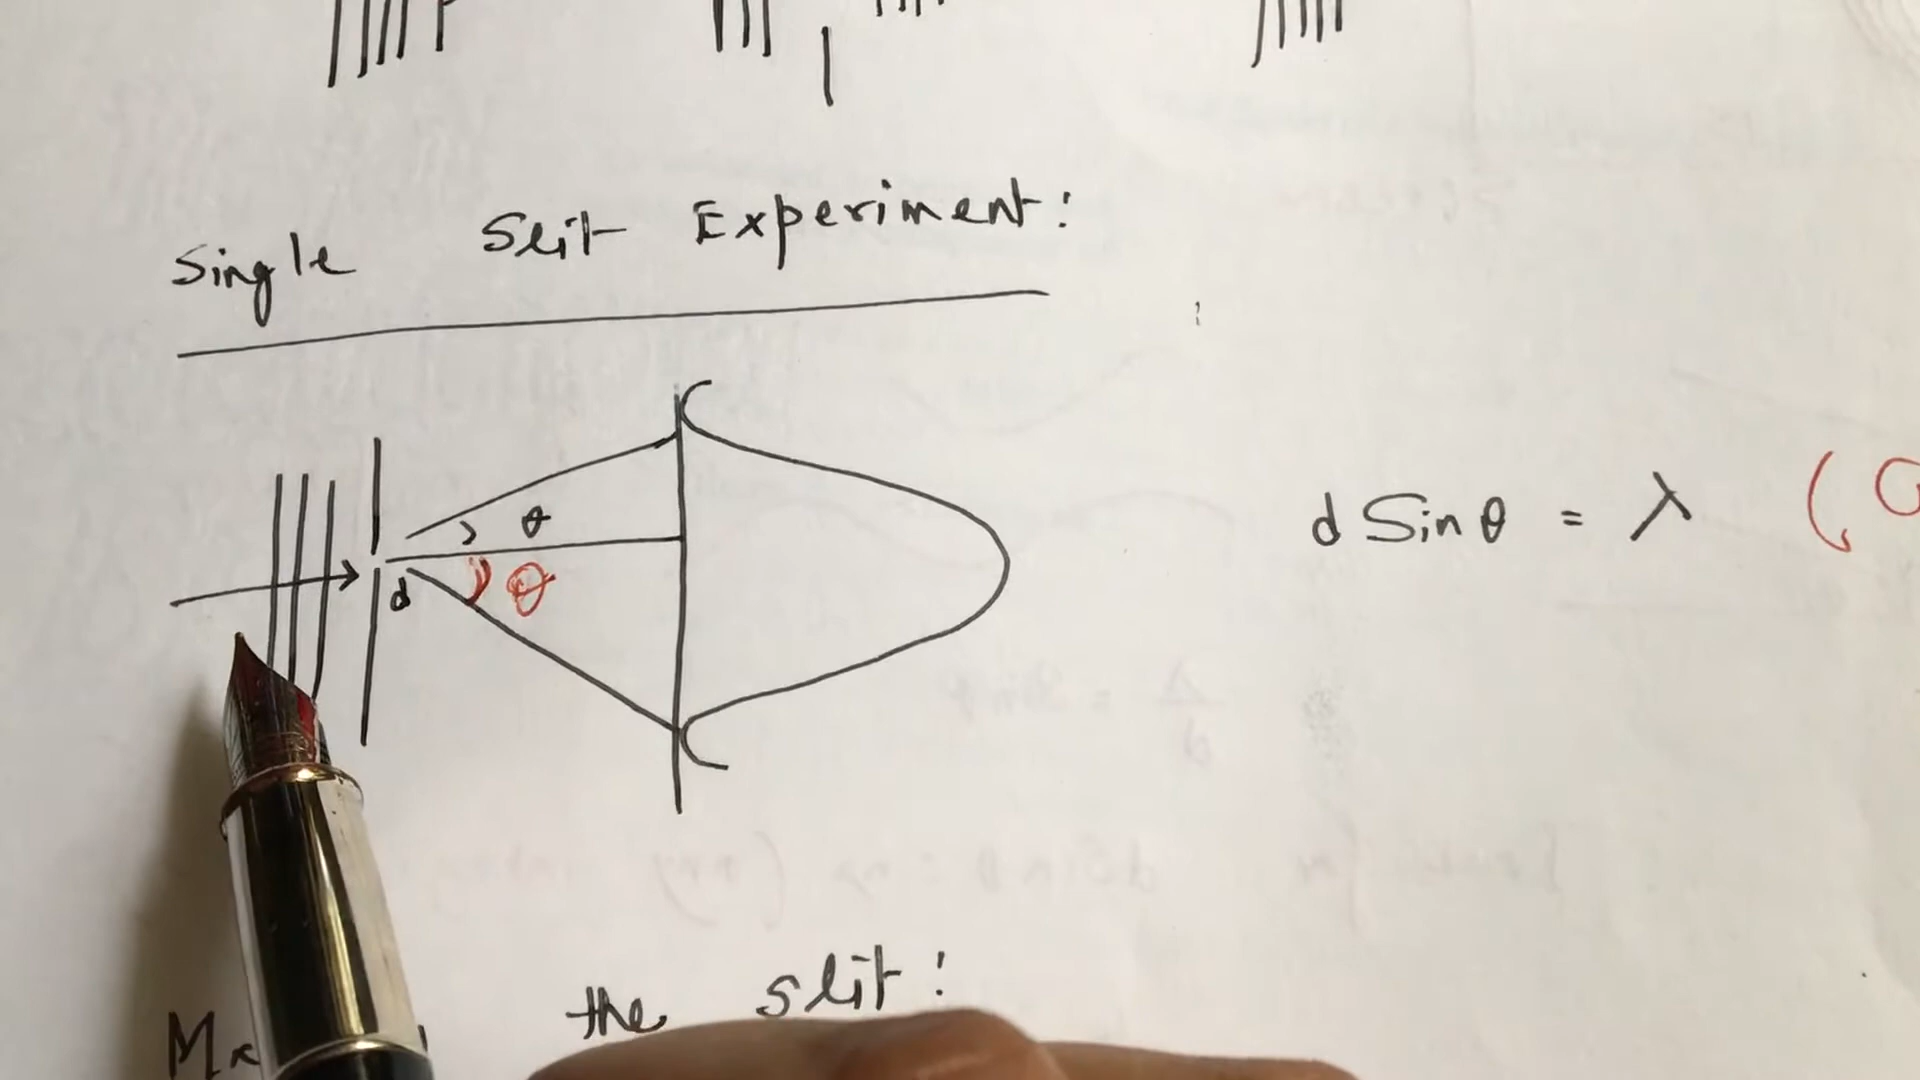 Single Slit Experiment:
θ
d θ
d Sin θ = λ (
the slit: